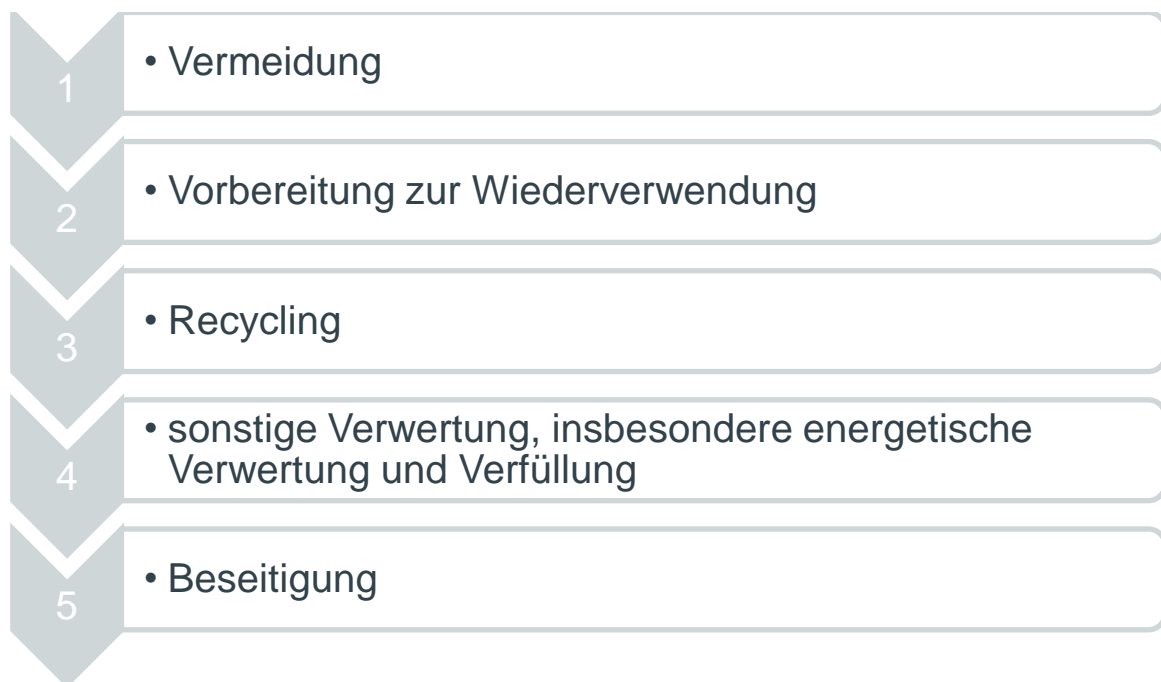 1
• Vermeidung
2
• Vorbereitung zur Wiederverwendung
3
• Recycling
4
• sonstige Verwertung, insbesondere energetische
Verwertung und Verfüllung
5
• Beseitigung